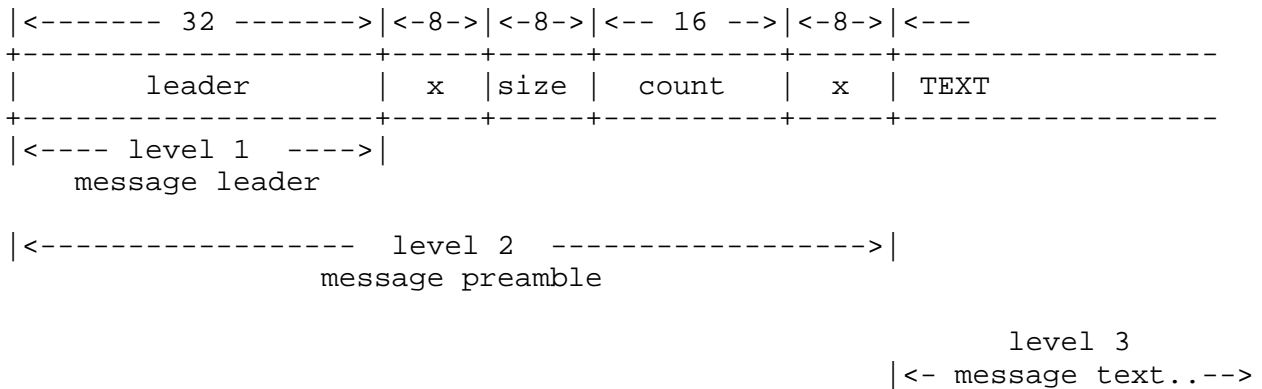 |<------- 32 ------->|<-8->|<-8->|<-- 16 -->|<-8->|<---
+--------------------+-----+-----+----------+-----+------------------
|       leader       |  x  |size |  count   |  x  | TEXT
+--------------------+-----+-----+----------+-----+------------------
|<---- level 1  ---->|
message leader
|<------------------  level 2  ------------------>|
message preamble
level 3
|<- message text..-->